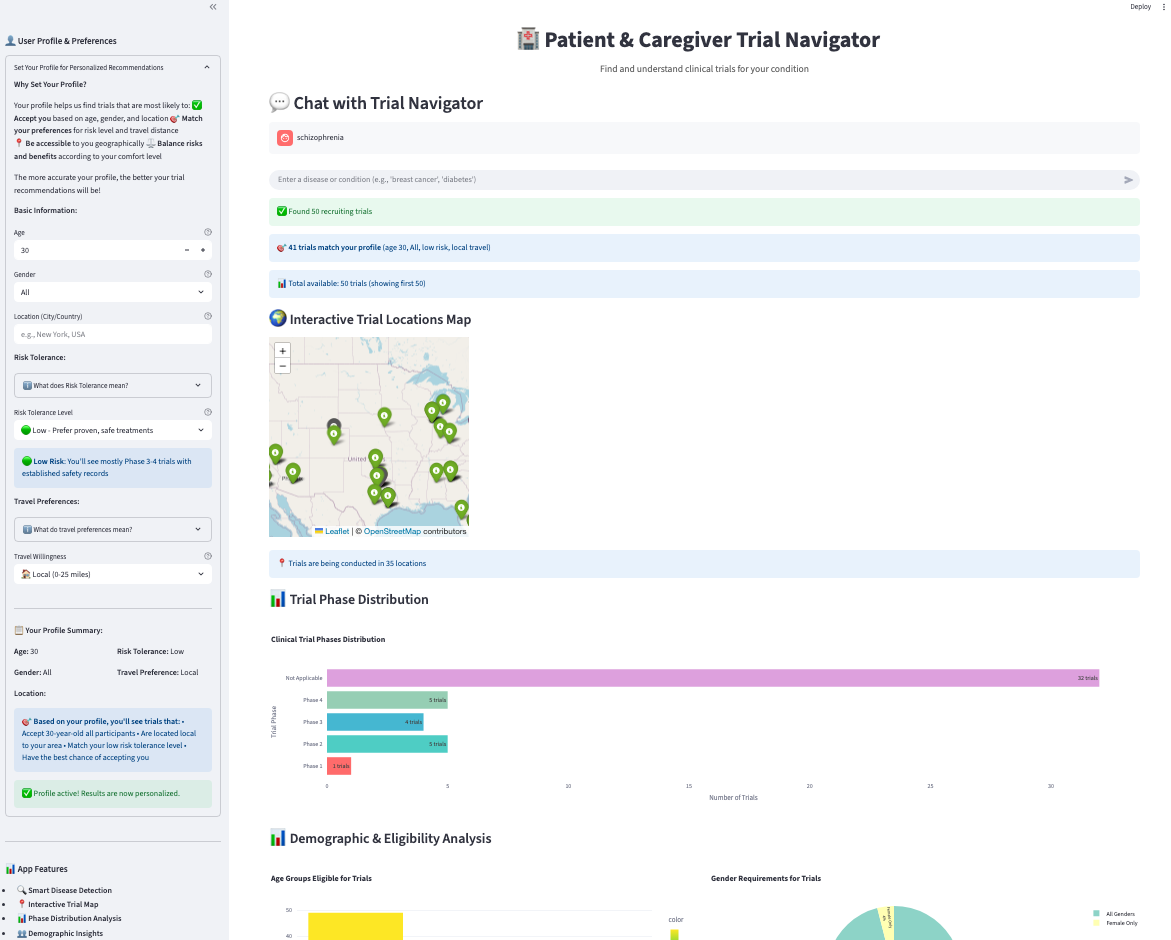 Deploy
User Profile & Preferences
Set Your Profile for Personalized Recommendations
Why Set Your Profile?
Your profile helps us find trials that are most likely to: ✅
Accept you based on age, gender, and location 🎯 Match
your preferences for risk level and travel distance
📍 Be accessible to you geographically ⚖️ Balance risks
and benefits according to your comfort level
The more accurate your profile, the better your trial
recommendations will be!
Basic Information:
Age
30
Gender
All
Location (City/Country)
e.g., New York, USA
Risk Tolerance:
What does Risk Tolerance mean?
Risk Tolerance Level
Low - Prefer proven, safe treatments
Low Risk: You'll see mostly Phase 3-4 trials with
established safety records
Travel Preferences:
What do travel preferences mean?
Travel Willingness
Local (0-25 miles)
Your Profile Summary:
Age: 30
Risk Tolerance: Low
Gender: All
Travel Preference: Local
Location:
Based on your profile, you'll see trials that: •
Accept 30-year-old all participants • Are located local
to your area • Match your low risk tolerance level •
Have the best chance of accepting you
Profile active! Results are now personalized.
App Features
Smart Disease Detection
Interactive Trial Map
Phase Distribution Analysis
Demographic Insights
Patient & Caregiver Trial Navigator
Find and understand clinical trials for your condition
Chat with Trial Navigator
schizophrenia
Enter a disease or condition (e.g., 'breast cancer', 'diabetes')
Found 50 recruiting trials
41 trials match your profile (age 30, All, low risk, local travel)
Total available: 50 trials (showing first 50)
Interactive Trial Locations Map
+
−
United
Leaflet | © OpenStreetMap contributors
Trials are being conducted in 35 locations
Trial Phase Distribution
Clinical Trial Phases Distribution
Trial Phase
Not Applicable
32 trials
Phase 4
5 trials
Phase 3
4 trials
Phase 2
5 trials
Phase 1
1 trials
0 5 10 15 20 25 30
Number of Trials
Demographic & Eligibility Analysis
Age Groups Eligible for Trials
50
40
color
Gender Requirements for Trials
All Genders
Female Only